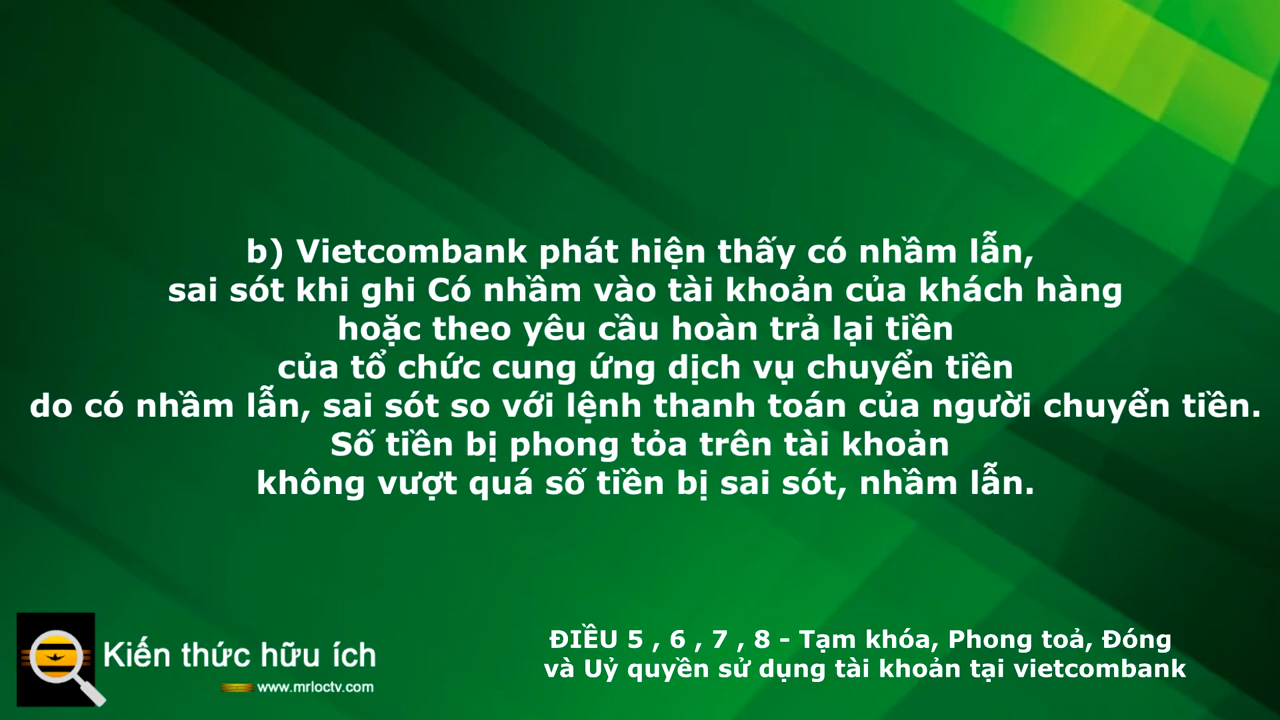 b) Vietcombank phát hiện thấy có nhầm lẫn,
sai sót khi ghi Có nhầm vào tài khoản của khách hàng
hoặc theo yêu cầu hoàn trả lại tiền
của tổ chức cung ứng dịch vụ chuyển tiền
do có nhầm lẫn, sai sót so với lệnh thanh toán của người chuyển tiền.
Số tiền bị phong tỏa trên tài khoản
không vượt quá số tiền bị sai sót, nhầm lẫn.
Kiến thức hữu ích
www.mrloctv.com
ĐIỀU 5 , 6 , 7 , 8 - Tạm khóa, Phong toả, Đóng
và Uỷ quyền sử dụng tài khoản tại vietcombank